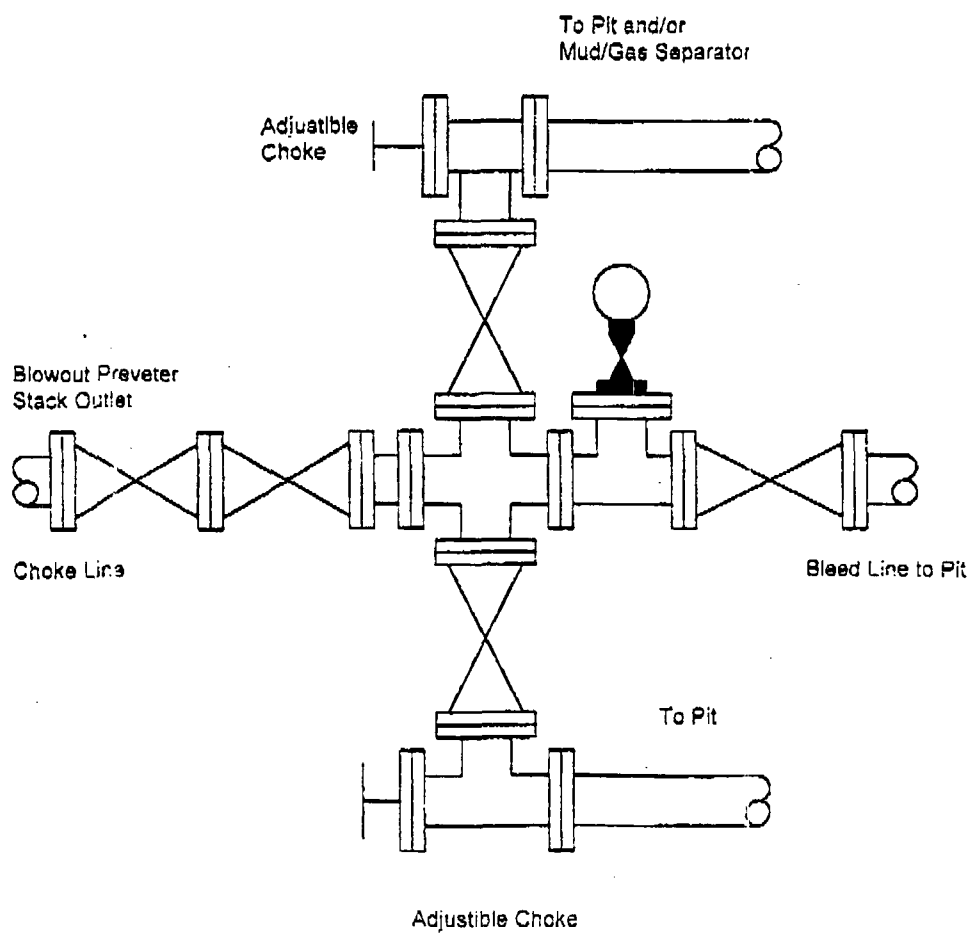 To Pit and/or
Mud/Gas Separator
Adjustible
Choke
Blowout Preveter
Stack Outlet
Choke Line
Bleed Line to Pit
To Pit
Adjustible Choke